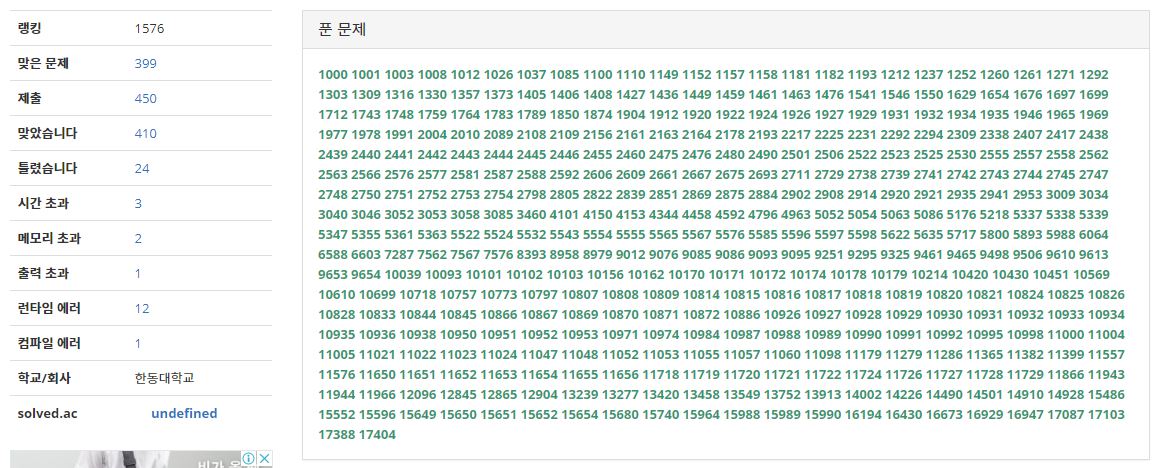 랭킹 1576
맞은 문제 399
제출 450
맞았습니다 410
틀렸습니다 24
시간 초과 3
메모리 초과 2
출력 초과 1
런타임 에러 12
컴파일 에러 1
학교/회사 한동대학교
solved.ac undefined
푼 문제
1000 1001 1003 1008 1012 1026 1037 1085 1100 1110 1149 1152 1157 1158 1181 1182 1193 1212 1237 1252 1260 1261 1271 1292
1303 1309 1316 1330 1357 1373 1405 1406 1408 1427 1436 1449 1459 1461 1463 1476 1541 1546 1550 1629 1654 1676 1697 1699
1712 1743 1748 1759 1764 1783 1789 1850 1874 1904 1912 1920 1922 1924 1926 1927 1929 1931 1932 1934 1935 1946 1965 1969
1977 1978 1991 2004 2010 2089 2108 2109 2156 2161 2163 2164 2178 2193 2217 2225 2231 2292 2294 2309 2338 2407 2417 2438
2439 2440 2441 2442 2443 2444 2445 2446 2455 2460 2475 2476 2480 2490 2501 2506 2522 2523 2525 2530 2555 2557 2558 2562
2563 2566 2576 2577 2581 2587 2588 2592 2606 2609 2661 2667 2675 2693 2711 2729 2738 2739 2741 2742 2743 2744 2745 2747
2748 2750 2751 2752 2753 2754 2798 2805 2822 2839 2851 2869 2875 2884 2902 2908 2914 2920 2921 2935 2941 2953 3009 3034
3040 3046 3052 3053 3058 3085 3460 4101 4150 4153 4344 4458 4592 4796 4963 5052 5054 5063 5086 5176 5218 5337 5338 5339
5347 5355 5361 5363 5522 5524 5532 5543 5554 5555 5565 5567 5576 5585 5596 5597 5598 5622 5635 5717 5800 5893 5988 6064
6588 6603 7287 7562 7567 7576 8393 8958 8979 9012 9076 9085 9086 9093 9095 9251 9295 9325 9461 9465 9498 9506 9610 9613
9653 9654 10039 10093 10101 10102 10103 10156 10162 10170 10171 10172 10174 10178 10179 10214 10420 10430 10451 10569
10610 10699 10718 10757 10773 10797 10807 10808 10809 10814 10815 10816 10817 10818 10819 10820 10821 10824 10825 10826
10828 10833 10844 10845 10866 10867 10869 10870 10871 10872 10886 10926 10927 10928 10929 10930 10931 10932 10933 10934
10935 10936 10938 10950 10951 10952 10953 10971 10974 10984 10987 10988 10989 10990 10991 10992 10995 10998 11000 11004
11005 11021 11022 11023 11024 11047 11048 11052 11053 11055 11057 11060 11098 11179 11279 11286 11365 11382 11399 11557
11576 11650 11651 11652 11653 11654 11655 11656 11718 11719 11720 11721 11722 11724 11726 11727 11728 11729 11866 11943
11944 11966 12096 12845 12865 12904 13239 13277 13420 13458 13549 13752 13913 14002 14226 14490 14501 14910 14928 15486
15552 15596 15649 15650 15651 15652 15654 15680 15740 15964 15988 15989 15990 16194 16430 16673 16929 16947 17087 17103
17388 17404